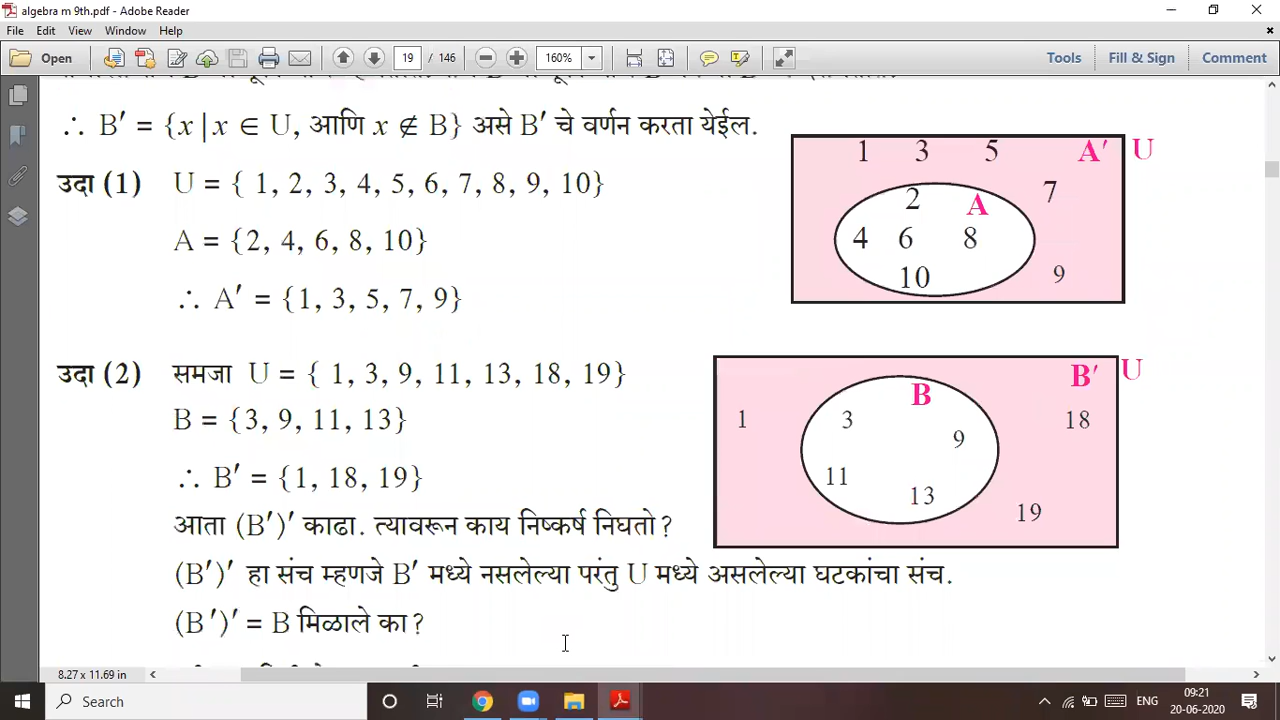 algebra m 9th.pdf - Adobe Reader
File Edit View Window Help
Open 19 / 146 160% Tools Fill & Sign Comment
∴ B′ = {x | x ∈ U, आणि x ∉ B} असे B′ चे वर्णन करता येईल.
उदा (1) U = { 1, 2, 3, 4, 5, 6, 7, 8, 9, 10}
A = {2, 4, 6, 8, 10}
∴ A′ = {1, 3, 5, 7, 9}
1 3 5 A′ U
2 A 7
4 6 8
10 9
उदा (2) समजा U = { 1, 3, 9, 11, 13, 18, 19}
B = {3, 9, 11, 13}
∴ B′ = {1, 18, 19}
आता (B′)′ काढा. त्यावरून काय निष्कर्ष निघतो ?
B B′ U
1 3 9 18
11 13 19
(B′)′ हा संच म्हणजे B′ मध्ये नसलेल्या परंतु U मध्ये असलेल्या घटकांचा संच.
(B′)′ = B मिळाले का ?
8.27 x 11.69 in
Search ENG 09:21
20-06-2020